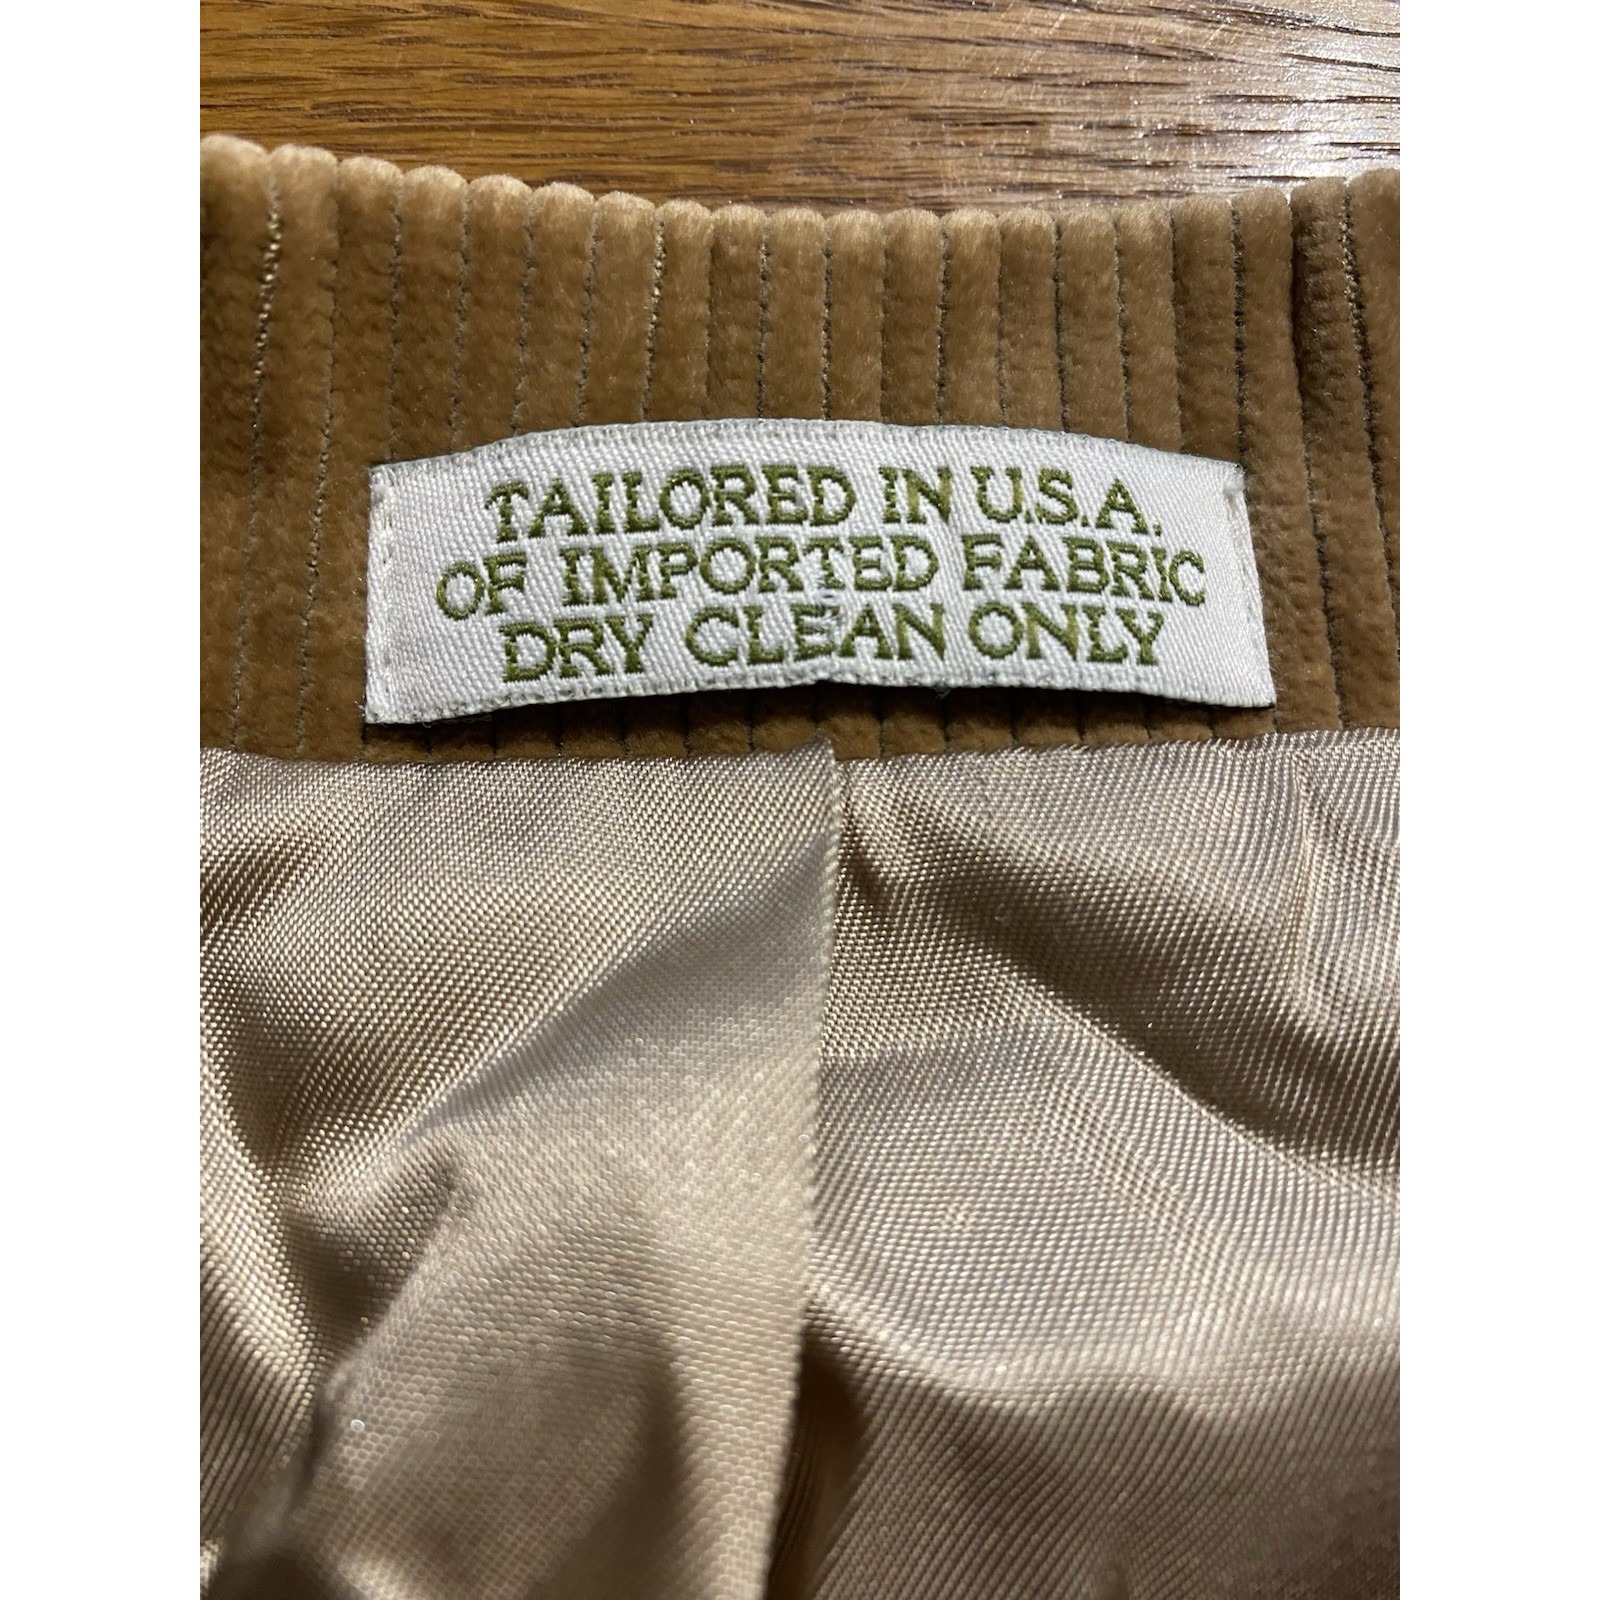 TAILORED IN U.S.A.
OF IMPORTED FABRIC
DRY CLEAN ONLY